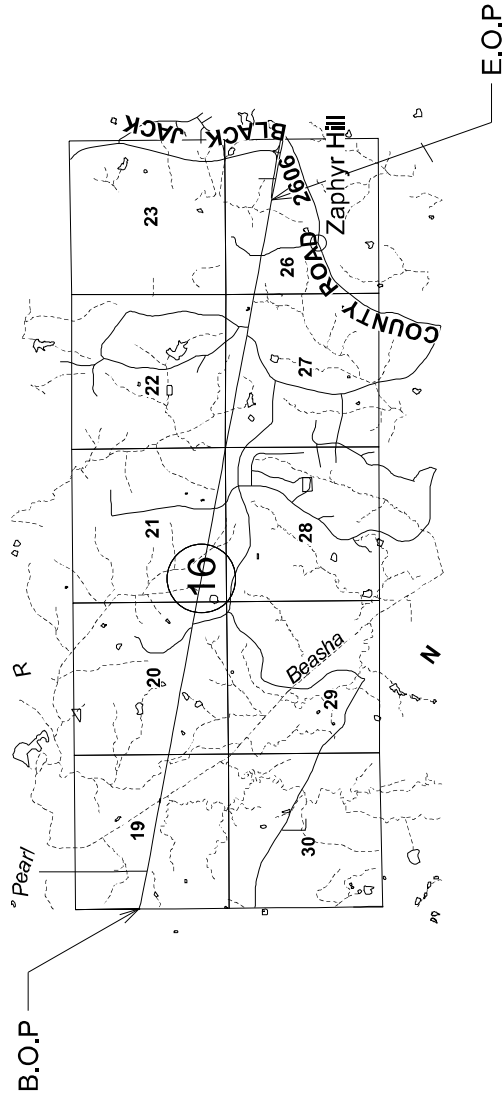 B.O.P
Pearl
R
19
20
21
22
23
16
30
29
28
27
26
Beasha
N
COUNTY ROAD 2606
Zaphyr Hill
BLACK JACK
E.O.P